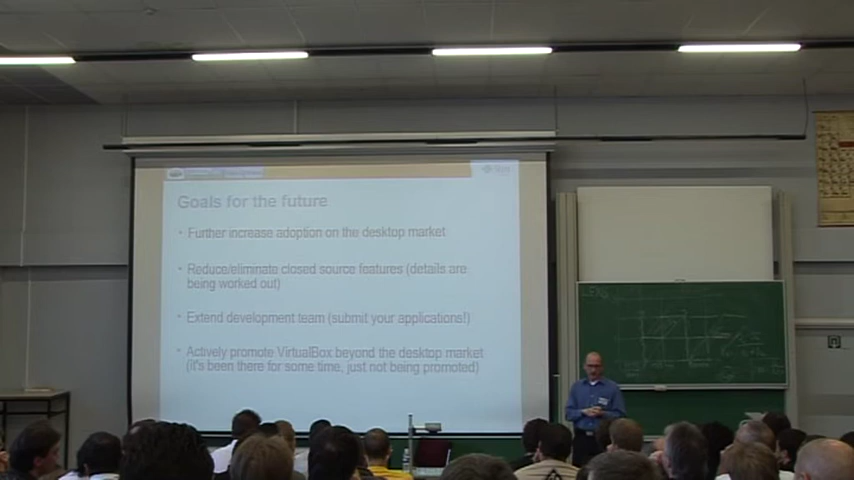 Goals for the future
• Further increase adoption on the desktop market
• Reduce/eliminate closed source features (details are
being worked out)
• Extend development team (submit your applications!)
• Actively promote VirtualBox beyond the desktop market
(it's been there for some time, just not being promoted)